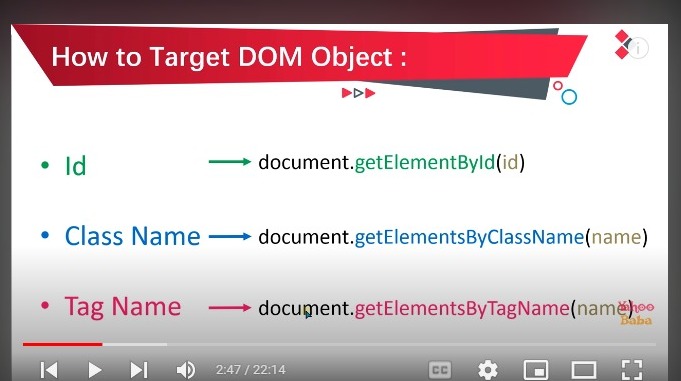 How to Target DOM Object :
• Id document.getElementById(id)
• Class Name document.getElementsByClassName(name)
• Tag Name document.getElementsByTagName(name)
Yahoo
Baba
2:47 / 22:14
CC